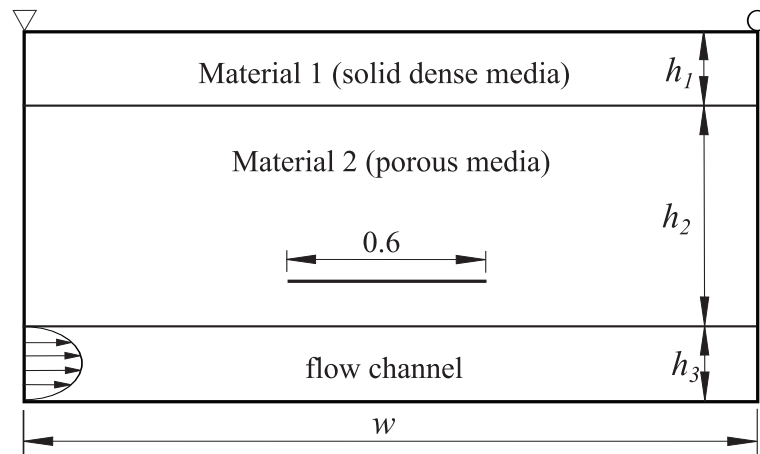 Material 1 (solid dense media)
h₁
Material 2 (porous media)
h₂
0.6
flow channel
h₃
w